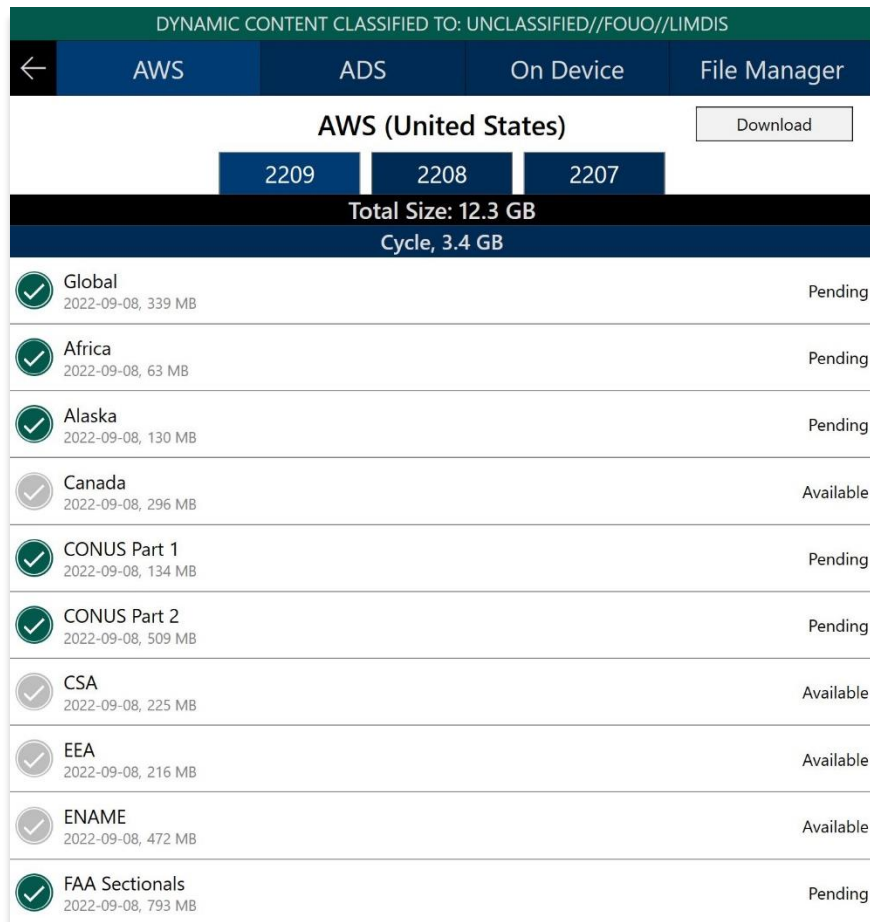 DYNAMIC CONTENT CLASSIFIED TO: UNCLASSIFIED//FOUO//LIMDIS
AWS ADS On Device File Manager
AWS (United States) Download
2209 2208 2207
Total Size: 12.3 GB
Cycle, 3.4 GB
Global
2022-09-08, 339 MB
Pending
Africa
2022-09-08, 63 MB
Pending
Alaska
2022-09-08, 130 MB
Pending
Canada
2022-09-08, 296 MB
Available
CONUS Part 1
2022-09-08, 134 MB
Pending
CONUS Part 2
2022-09-08, 509 MB
Pending
CSA
2022-09-08, 225 MB
Available
EEA
2022-09-08, 216 MB
Available
ENAME
2022-09-08, 472 MB
Available
FAA Sectionals
2022-09-08, 793 MB
Pending